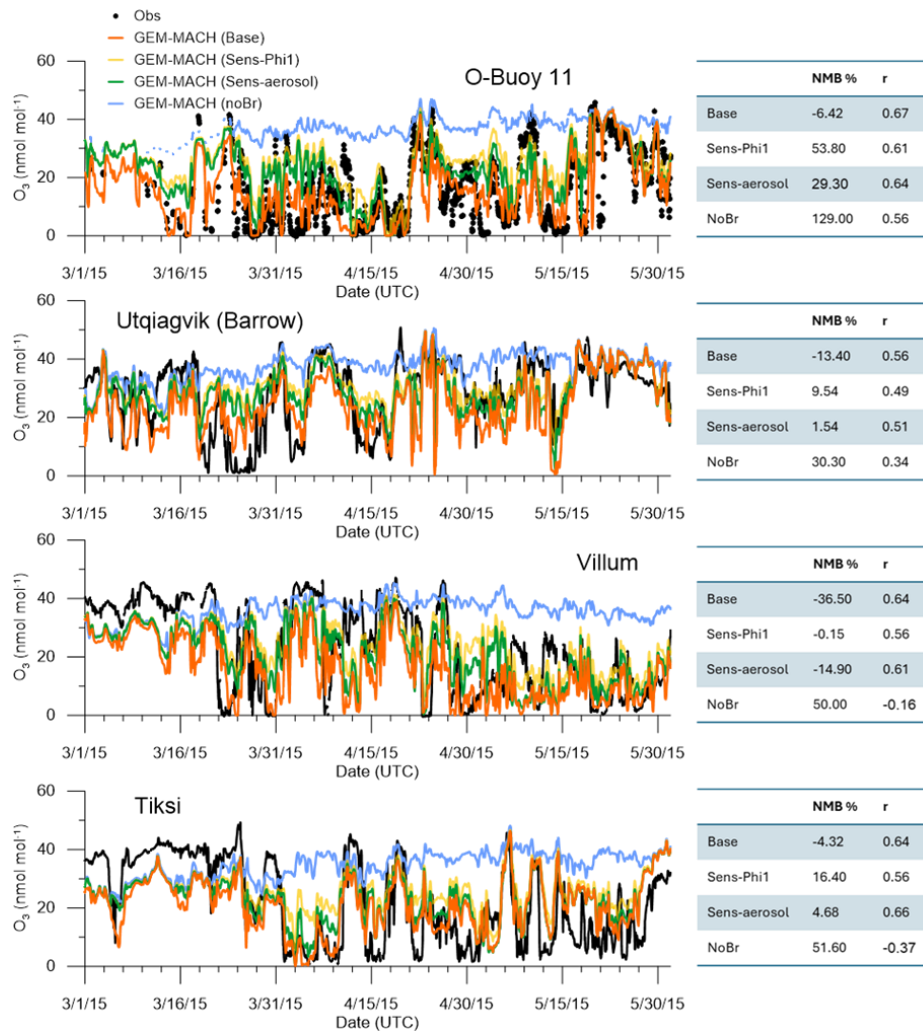 Obs
GEM-MACH (Base)
GEM-MACH (Sens-Phi1)
GEM-MACH (Sens-aerosol)
GEM-MACH (noBr)
O-Buoy 11
60
40
20
0
O3 (nmol mol-1)
3/1/15 3/16/15 3/31/15 4/15/15 4/30/15 5/15/15 5/30/15
Date (UTC)
NMB % r
Base -6.42 0.67
Sens-Phi1 53.80 0.61
Sens-aerosol 29.30 0.64
NoBr 129.00 0.56
Utqiagvik (Barrow)
60
40
20
0
O3 (nmol mol-1)
3/1/15 3/16/15 3/31/15 4/15/15 4/30/15 5/15/15 5/30/15
Date (UTC)
NMB % r
Base -13.40 0.56
Sens-Phi1 9.54 0.49
Sens-aerosol 1.54 0.51
NoBr 30.30 0.34
Villum
60
40
20
0
O3 (nmol mol-1)
3/1/15 3/16/15 3/31/15 4/15/15 4/30/15 5/15/15 5/30/15
Date (UTC)
NMB % r
Base -36.50 0.64
Sens-Phi1 -0.15 0.56
Sens-aerosol -14.90 0.61
NoBr 50.00 -0.16
Tiksi
60
40
20
0
O3 (nmol mol-1)
3/1/15 3/16/15 3/31/15 4/15/15 4/30/15 5/15/15 5/30/15
Date (UTC)
NMB % r
Base -4.32 0.64
Sens-Phi1 16.40 0.56
Sens-aerosol 4.68 0.66
NoBr 51.60 -0.37